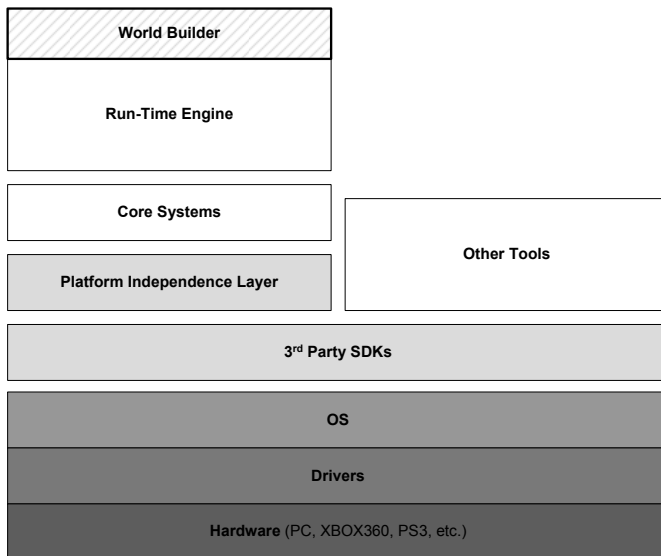 World Builder
Run-Time Engine
Core Systems
Other Tools
Platform Independence Layer
3rd Party SDKs
OS
Drivers
Hardware (PC, XBOX360, PS3, etc.)